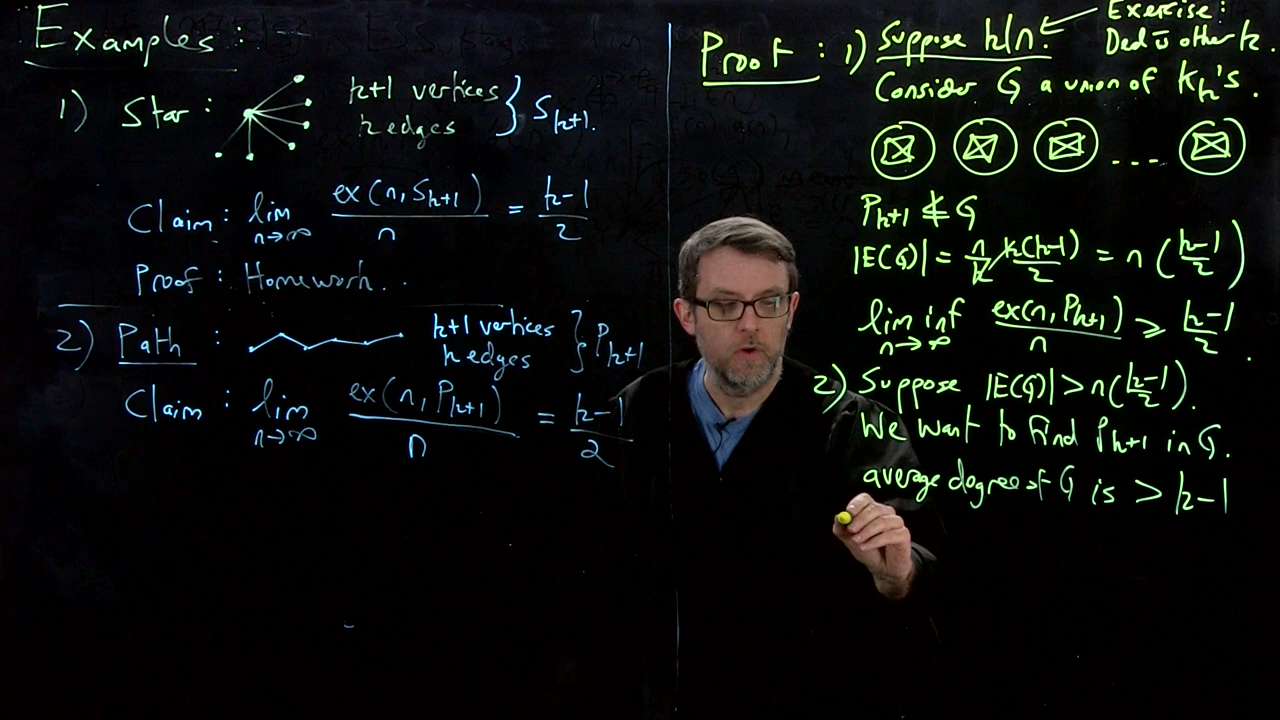 Examples:
1) Star : k+1 vertices
k edges } S_{k+1}.
Claim : lim_{n→∞} ex(n, S_{k+1})/n = k-1/2
Proof : Homework..
2) Path : k+1 vertices
k edges } P_{k+1}
Claim : lim_{n→∞} ex(n, P_{k+1})/n = k-1/2
Exercise:
Proof : 1) Suppose k|n. ← other k.
Consider G a union of K_k's.
....
P_{k+1} ⊄ G
|E(G)| = n/k k(k-1)/2 = n (k-1/2)
lim inf_{n→∞} ex(n, P_{k+1})/n ⩾ k-1/2.
2) Suppose |E(G)| > n(k-1/2).
We want to find P_{k+1} in G.
average degree of G is > k-1